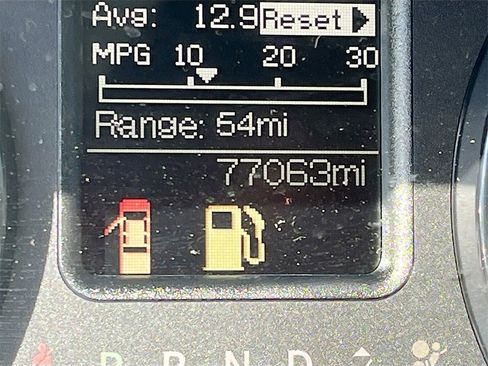 Avg: 12.9 Reset
MPG 10 20 30
Range: 54mi
77063mi
P R N D